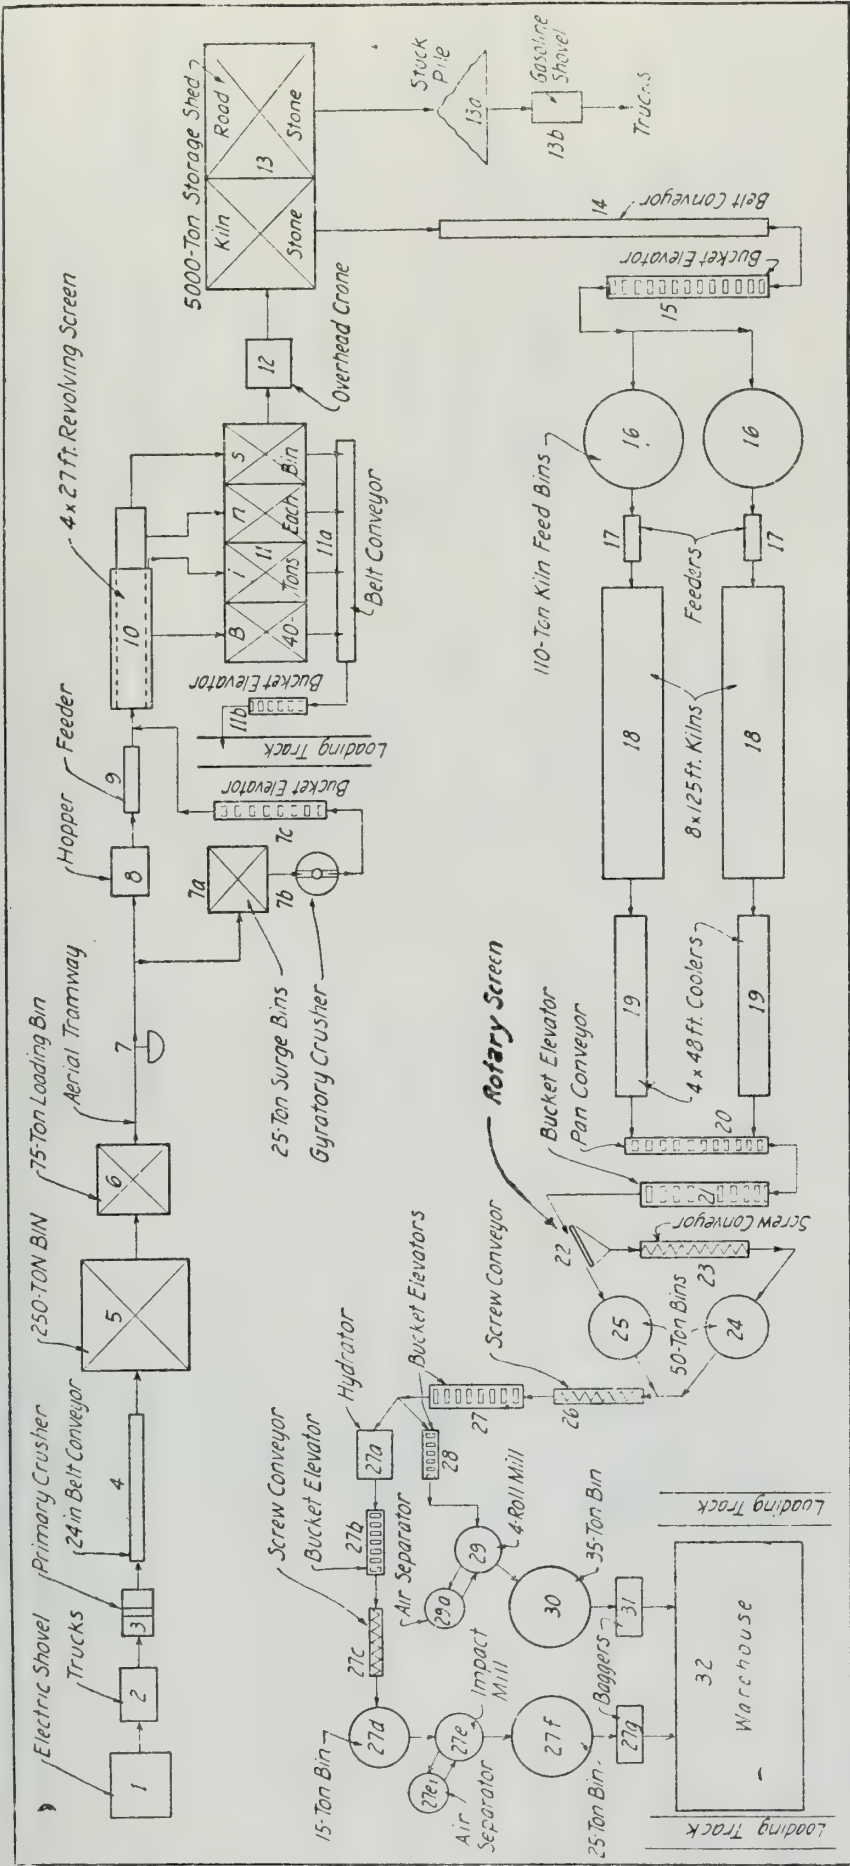 Electric Shovel
Trucks
Primary Crusher
24 in Belt Conveyor
250-TON BIN
75-Ton Loading Bin
Aerial Tramway
Hopper
Feeder
4 x 27 ft. Revolving Screen
5000-Ton Storage Shed
1
2
3
4
5
6
7
8
9
10
Kiln
Stone
Road
Stone
13
12
Overhead Crane
B i n s
11
40- Tons Each Bin
11a
Belt Conveyor
Bucket Elevator
11b
Loading Track
Bucket Elevator
7c
7a
7b
25-Ton Surge Bins
Gyratory Crusher
Stock
Pile
13a
Gasoline
Shovel
13b
Trucks
14
Belt Conveyor
Bucket Elevator
15
16
16
110-Ton Kiln Feed Bins
17
Feeders
17
18
8 x 125 ft. Kilns
18
19
4 x 48 ft. Coolers
19
Rotary Screen
Bucket Elevator
Pan Conveyor
20
21
22
Screw Conveyor
23
25
50-Ton Bins
24
Screw Conveyor
26
Bucket Elevators
27
28
Hydrator
27a
Screw Conveyor
Bucket Elevator
27b
27c
Air Separator
29a
29
4-Roll Mill
35-Ton Bin
30
31
Baggers
15-Ton Bin
27d
27e1
27e
Impact
Mill
Air
Separator
27f
25-Ton Bin
27g
32
Warehouse
Loading Track
Loading Track